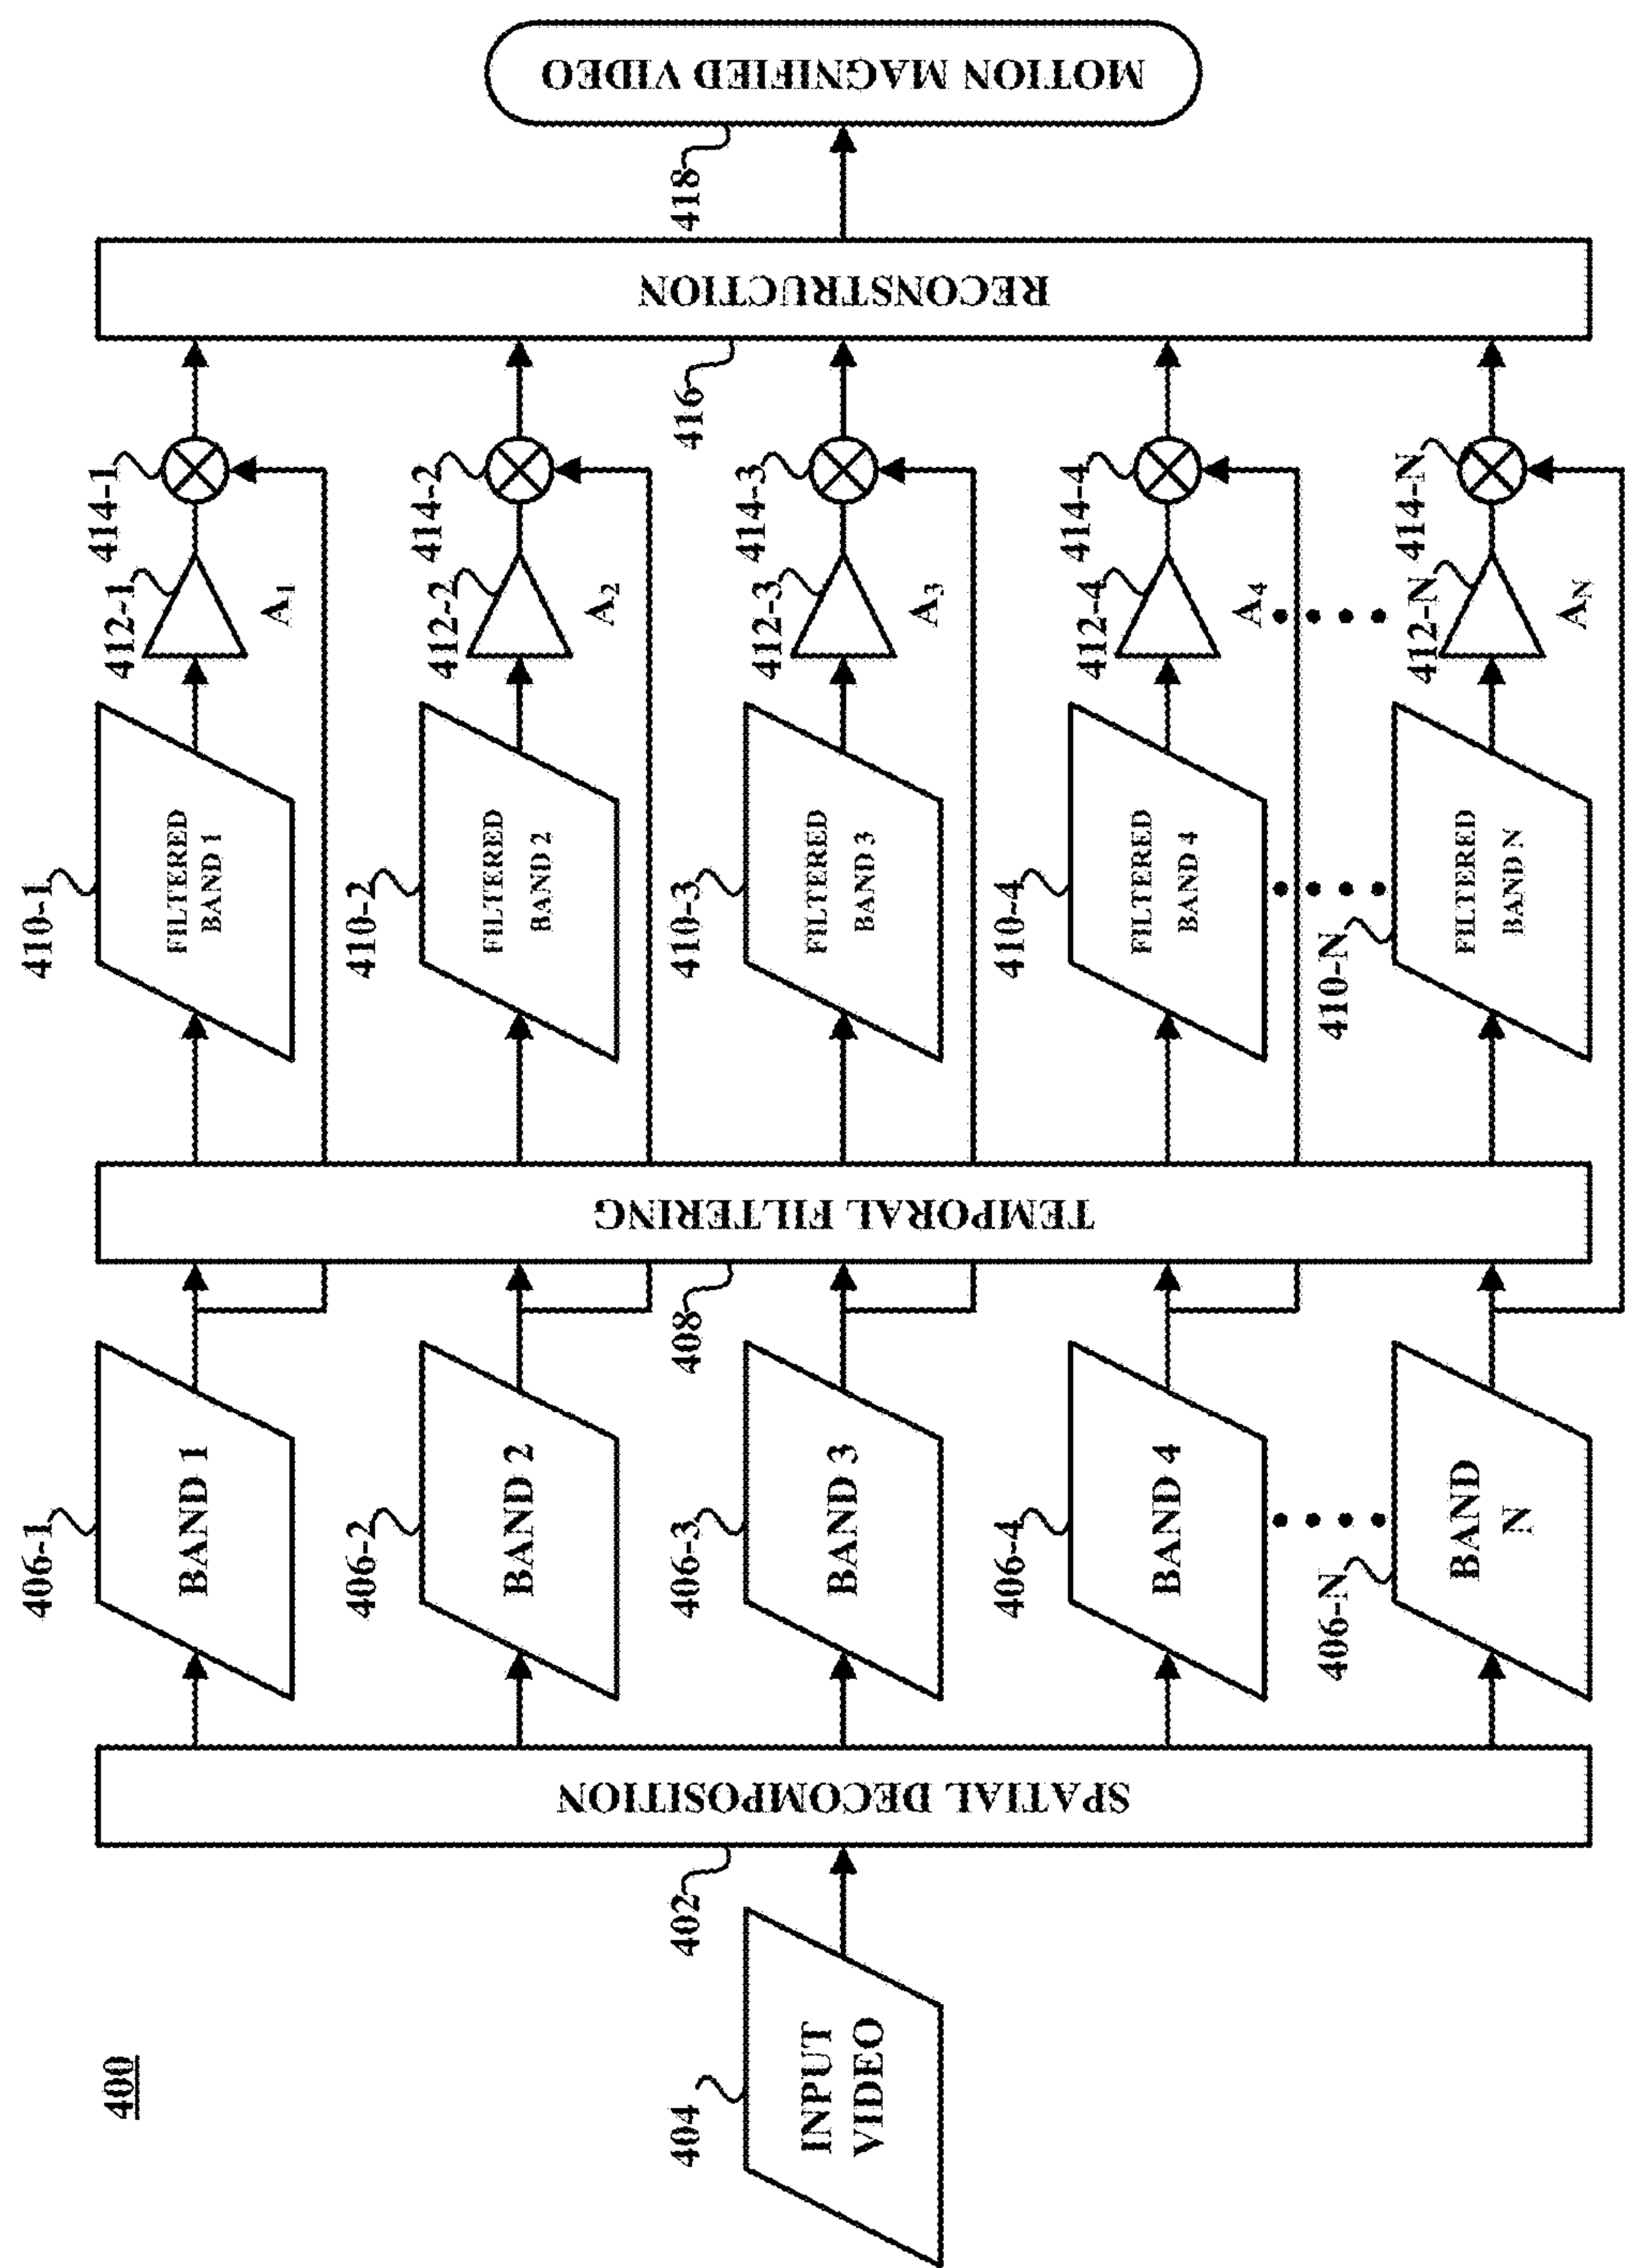 400
404
INPUT
VIDEO
402
SPATIAL DECOMPOSITION
406-1
BAND 1
406-2
BAND 2
406-3
BAND 3
406-4
BAND 4
406-N
BAND
N
408
TEMPORAL FILTERING
410-1
FILTERED
BAND 1
410-2
FILTERED
BAND 2
410-3
FILTERED
BAND 3
410-4
FILTERED
BAND 4
410-N
FILTERED
BAND N
412-1
A1
412-2
A2
412-3
A3
412-4
A4
412-N
AN
414-1
414-2
414-3
414-4
414-N
416
RECONSTRUCTION
418
MOTION MAGNIFIED VIDEO